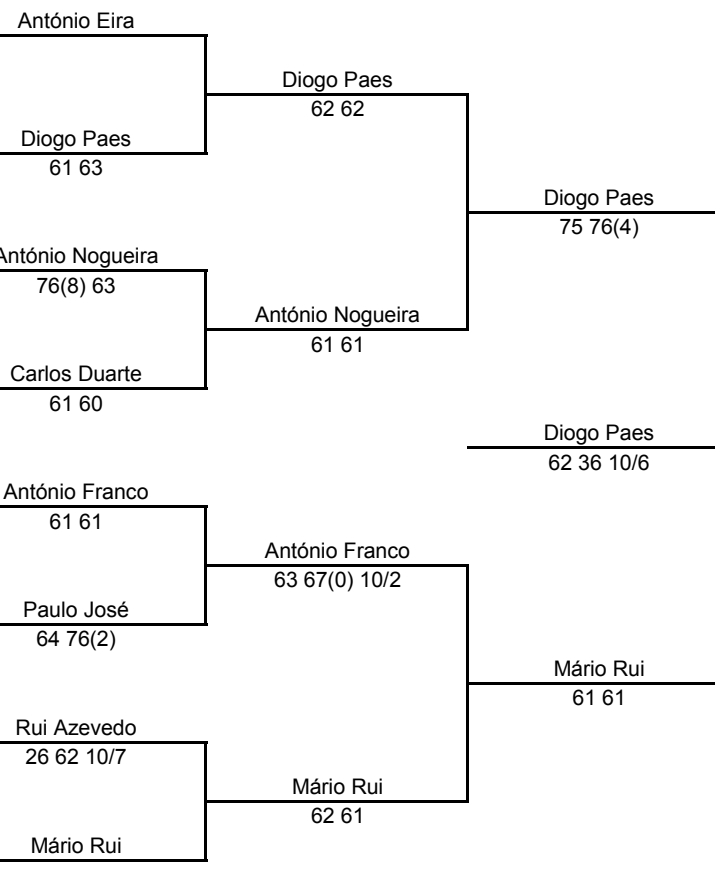 António Eira
Diogo Paes
62 62
Diogo Paes
61 63
Diogo Paes
75 76(4)
António Nogueira
76(8) 63
António Nogueira
61 61
Carlos Duarte
61 60
Diogo Paes
62 36 10/6
António Franco
61 61
António Franco
63 67(0) 10/2
Paulo José
64 76(2)
Mário Rui
61 61
Rui Azevedo
26 62 10/7
Mário Rui
62 61
Mário Rui